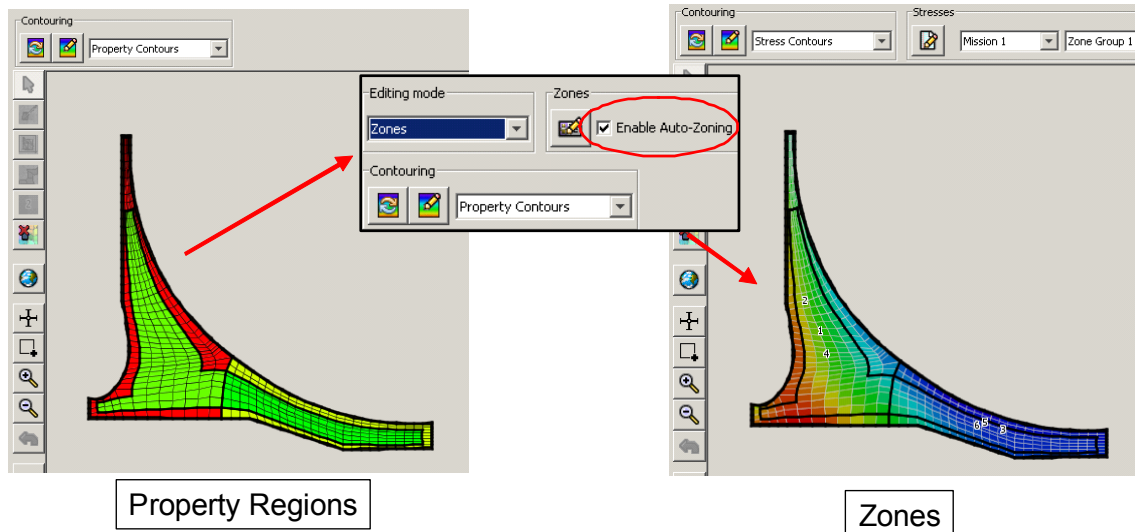 Contouring
Property Contours
Editing mode
Zones
Zones
Enable Auto-Zoning
Contouring
Property Contours
Contouring
Stresses
Stress Contours
Mission 1
Zone Group 1
2
1
4
6 5 3
Property Regions
Zones